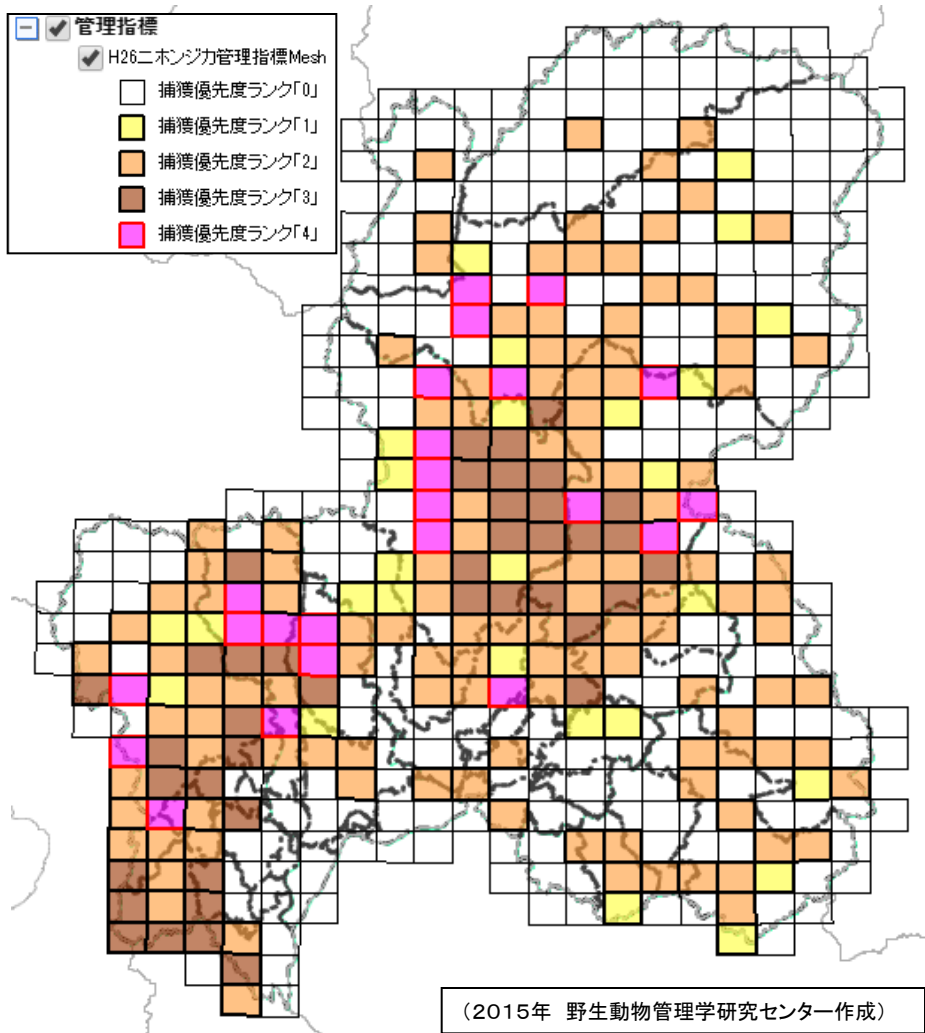 管理指標
H26ニホンジカ管理指標Mesh
捕獲優先度ランク「0」
捕獲優先度ランク「1」
捕獲優先度ランク「2」
捕獲優先度ランク「3」
捕獲優先度ランク「4」
（2015年 野生動物管理学研究センター作成）